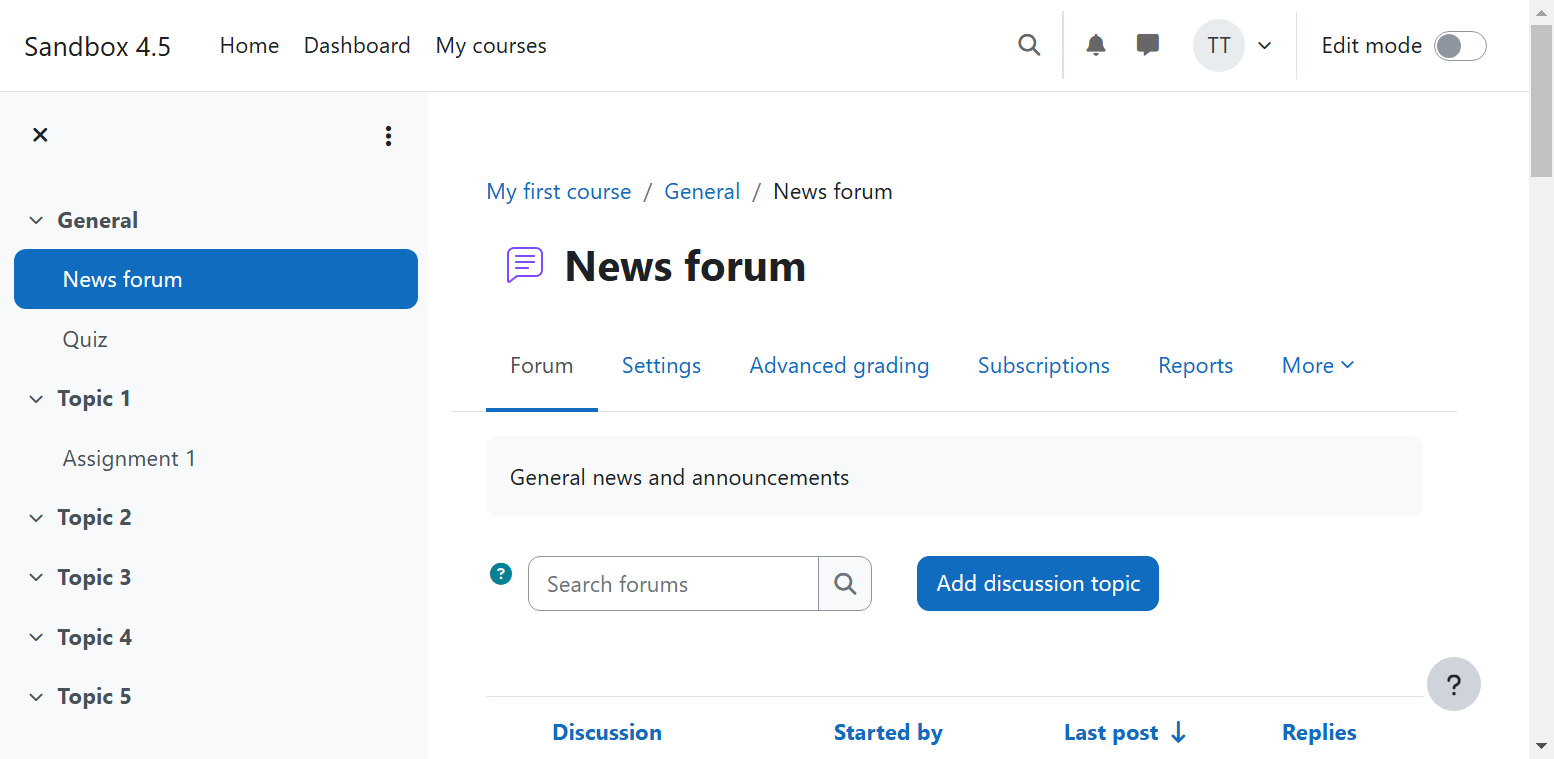 Sandbox 4.5 Home Dashboard My courses TT Edit mode
General
News forum
Quiz
Topic 1
Assignment 1
Topic 2
Topic 3
Topic 4
Topic 5
My first course / General / News forum
News forum
Forum Settings Advanced grading Subscriptions Reports More
General news and announcements
? Search forums Add discussion topic
?
Discussion Started by Last post Replies